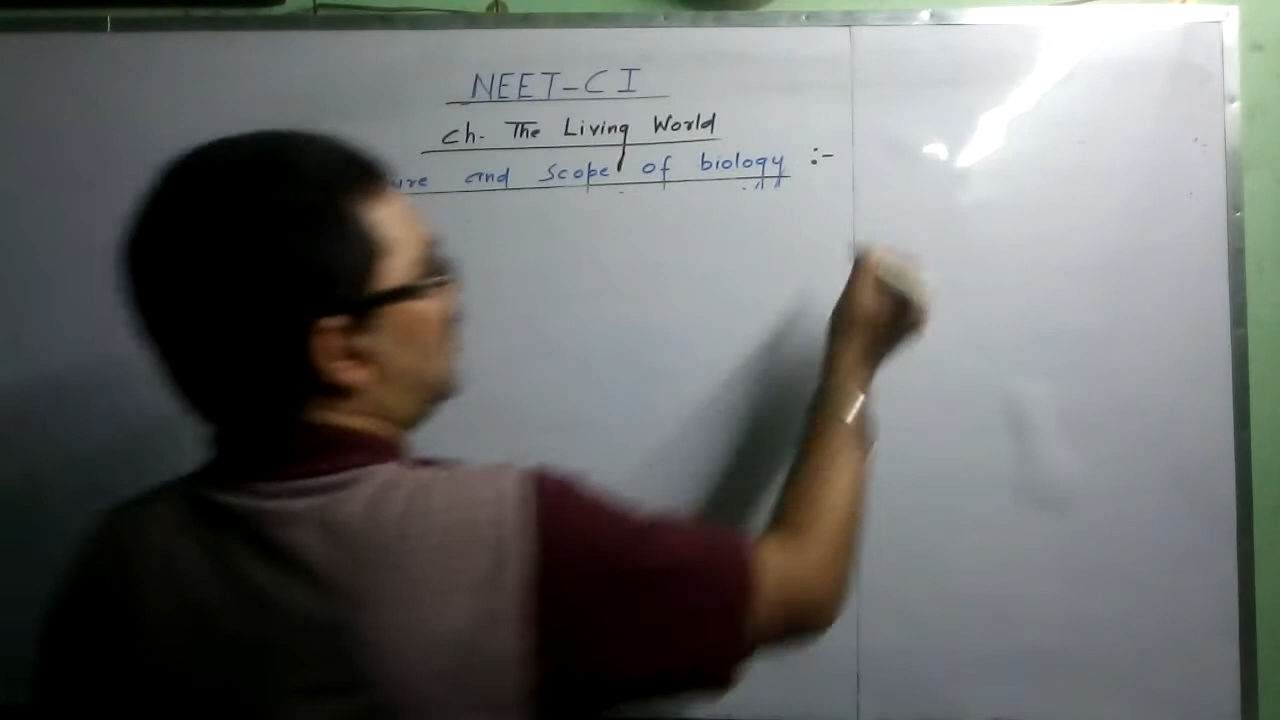 NEET-CI
Ch. The Living World
and Scope of biology :-